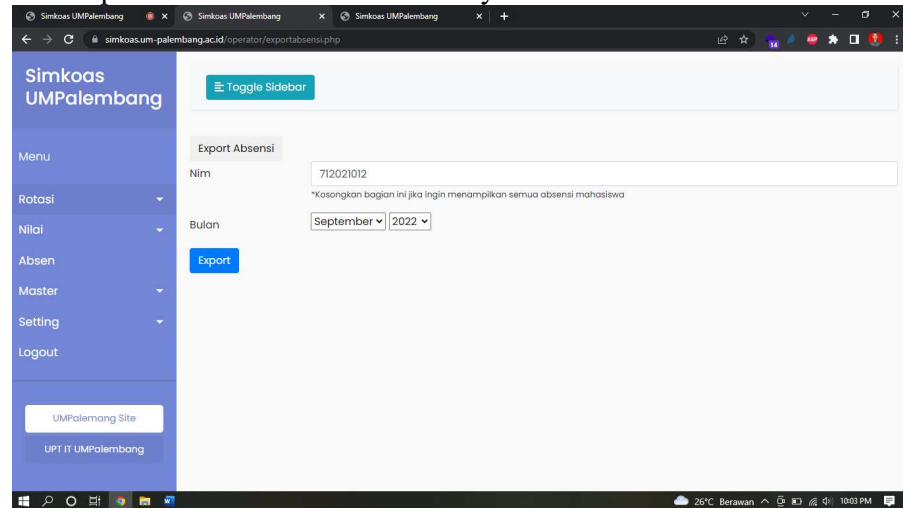 Simkoas UMPalembang
Simkoas UMPalembang
Simkoas UMPalembang
simkoas.um-palembang.ac.id/operator/exportabsensi.php
14
ABP
Simkoas
UMPalembang
Toggle Sidebar
Menu
Rotasi
Nilai
Absen
Master
Setting
Logout
UMPalemang Site
UPT IT UMPalembang
Export Absensi
Nim
712021012
*Kosongkan bagian ini jika ingin menampilkan semua absensi mahasiswa
Bulan
September
2022
Export
26°C Berawan
10:03 PM